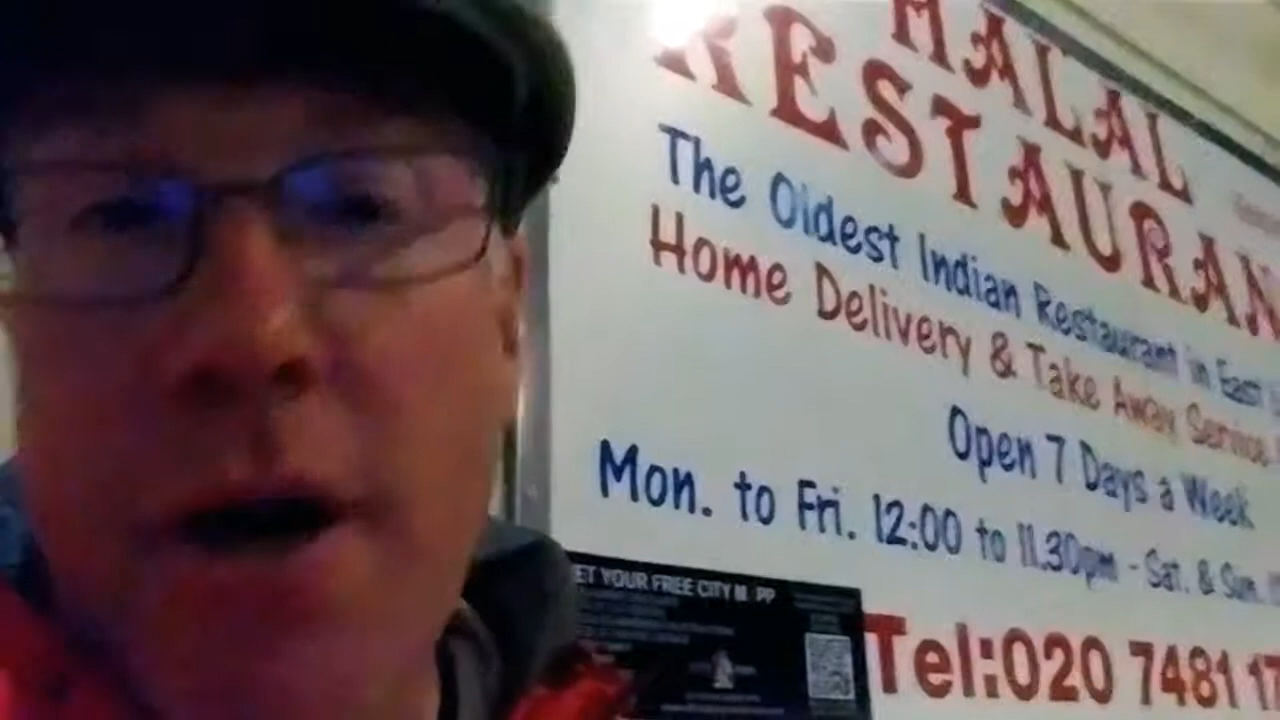 HALAL
RESTAURAN
The Oldest Indian Restaurant in East
Home Delivery & Take Away Service
Open 7 Days a Week
Mon. to Fri. 12:00 to 11.30pm - Sat. & Sun.
ET YOUR FREE CITY M PP
Tel:020 7481 17